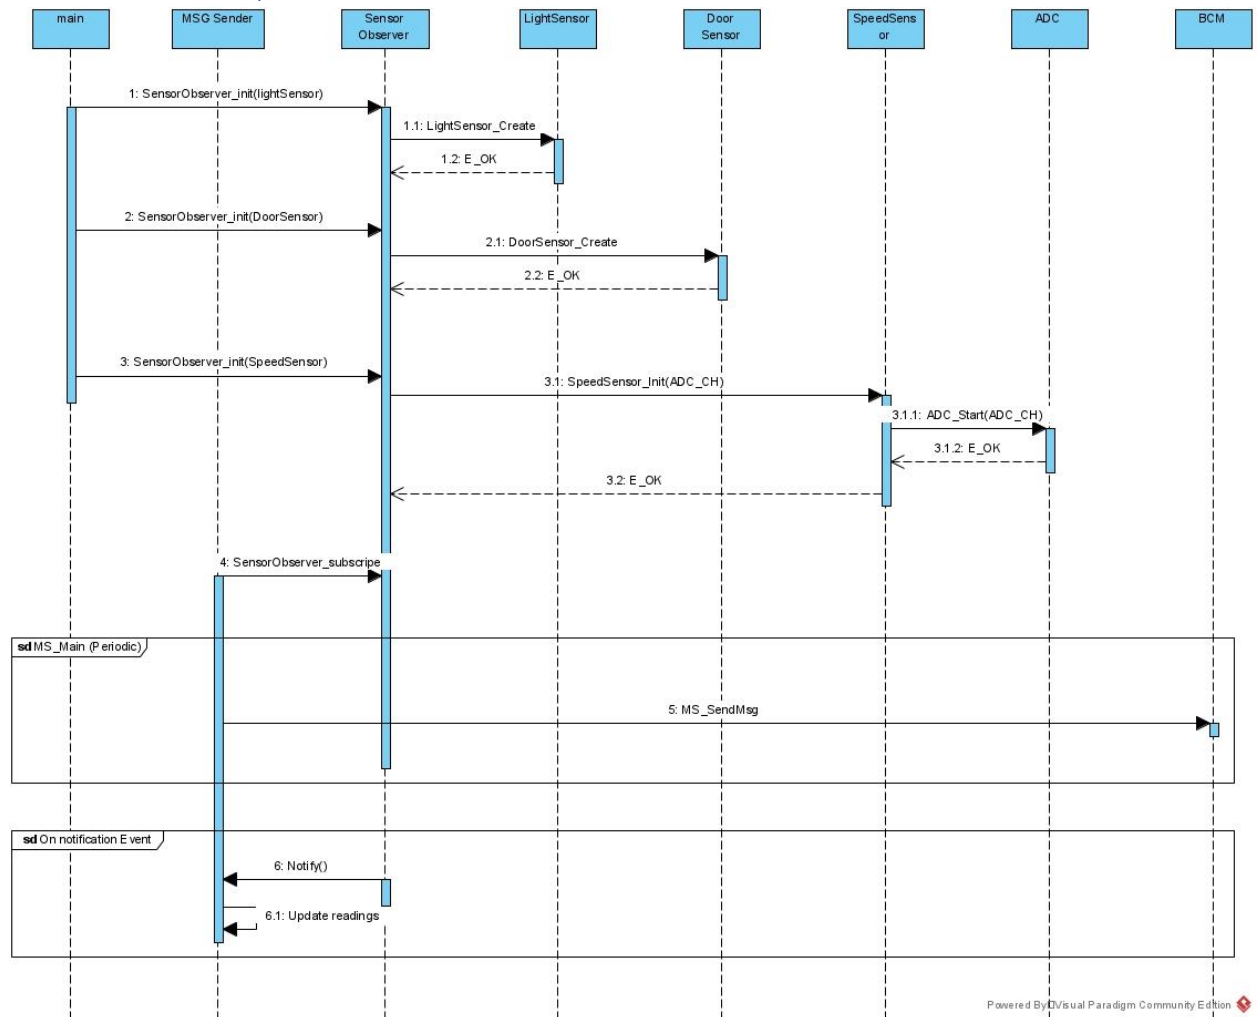 main
MSG Sender
Sensor
Observer
LightSensor
Door
Sensor
SpeedSens
or
ADC
BCM
1: SensorObserver_init(lightSensor)
1.1: LightSensor_Create
1.2: E_OK
2: SensorObserver_init(DoorSensor)
2.1: DoorSensor_Create
2.2: E_OK
3: SensorObserver_init(SpeedSensor)
3.1: SpeedSensor_Init(ADC_CH)
3.1.1: ADC_Start(ADC_CH)
3.1.2: E_OK
3.2: E_OK
4: SensorObserver_subscripe
sd MS_Main (Periodic)
5: MS_SendMsg
sd On notification Event
6: Notify()
6.1: Update readings
Powered By Visual Paradigm Community Edition